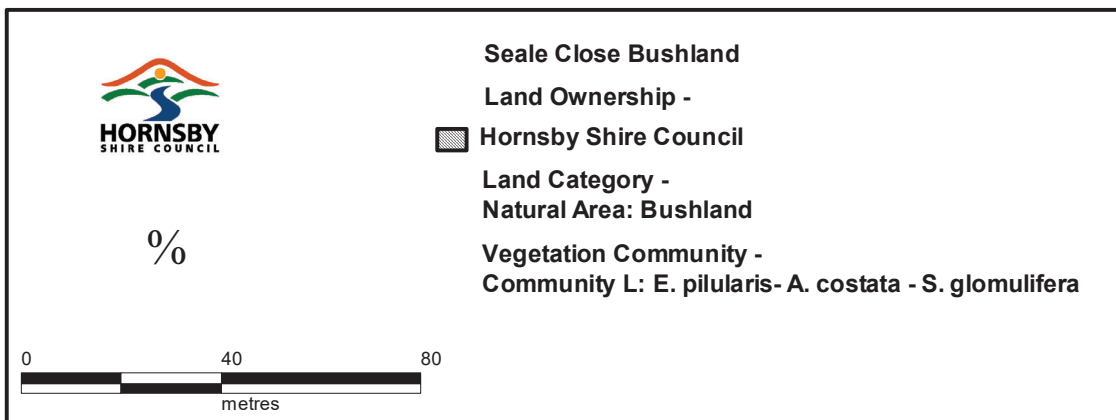 HORNSBY
SHIRE COUNCIL
Seale Close Bushland
Land Ownership -
Hornsby Shire Council
Land Category -
Natural Area: Bushland
Vegetation Community -
Community L: E. pilularis- A. costata - S. glomulifera
%
0 40 80
metres